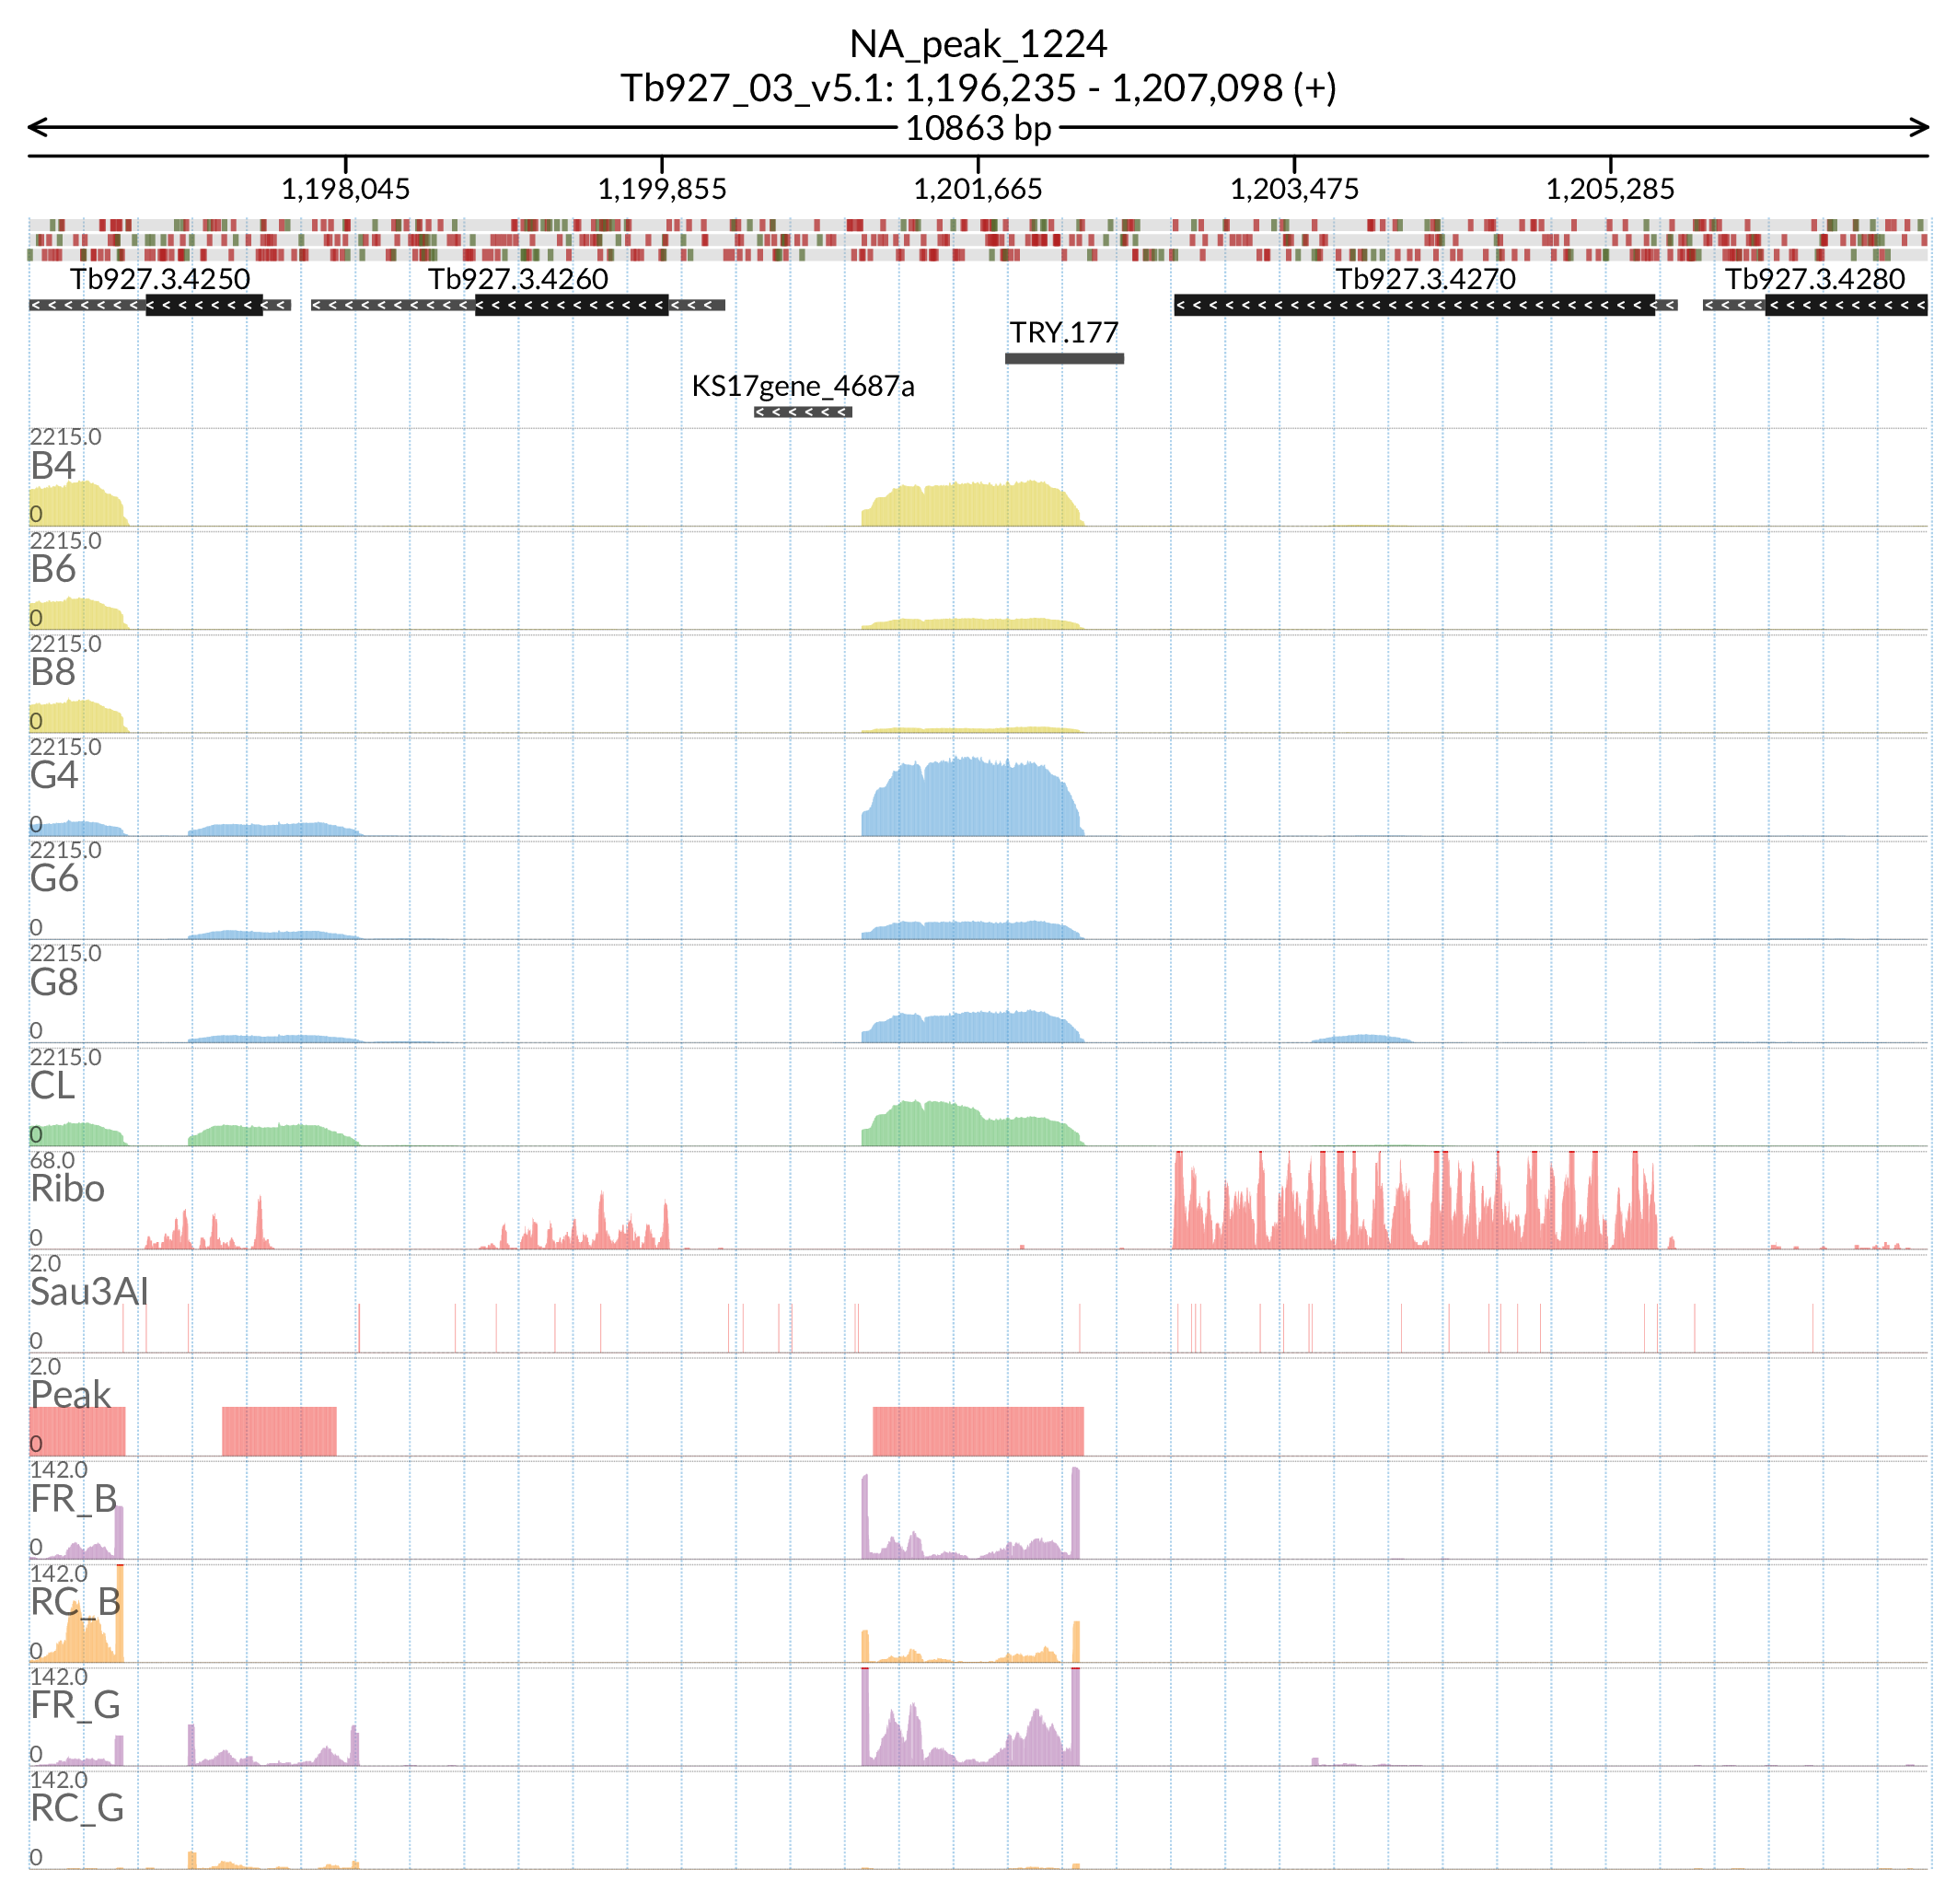 NA_peak_1224
Tb927_03_v5.1: 1,196,235 - 1,207,098 (+)
10863 bp
1,198,045 1,199,855 1,201,665 1,203,475 1,205,285
Tb927.3.4250 Tb927.3.4260 Tb927.3.4270 Tb927.3.4280
TRY.177
KS17gene_4687a
2215.0
B4
0
2215.0
B6
0
2215.0
B8
0
2215.0
G4
0
2215.0
G6
0
2215.0
G8
0
2215.0
CL
0
68.0
Ribo
0
2.0
Sau3AI
0
2.0
Peak
0
142.0
FR_B
0
142.0
RC_B
0
142.0
FR_G
0
142.0
RC_G
0